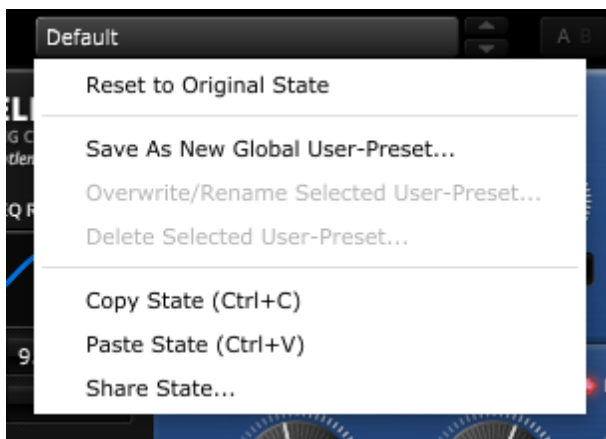 Default
A B
Reset to Original State
Save As New Global User-Preset...
Overwrite/Rename Selected User-Preset...
Delete Selected User-Preset...
Copy State (Ctrl+C)
Paste State (Ctrl+V)
Share State...